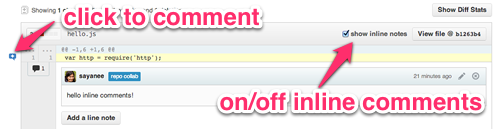 click to comment
Showing 1
Show Diff Stats
hello.js
show inline notes
View file @ b1263b4
@@ -1,6 +1,6 @@
1 1 var http = require('http');
1
sayanee repo collab 21 minutes ago
hello inline comments!
on/off inline comments
Add a line note